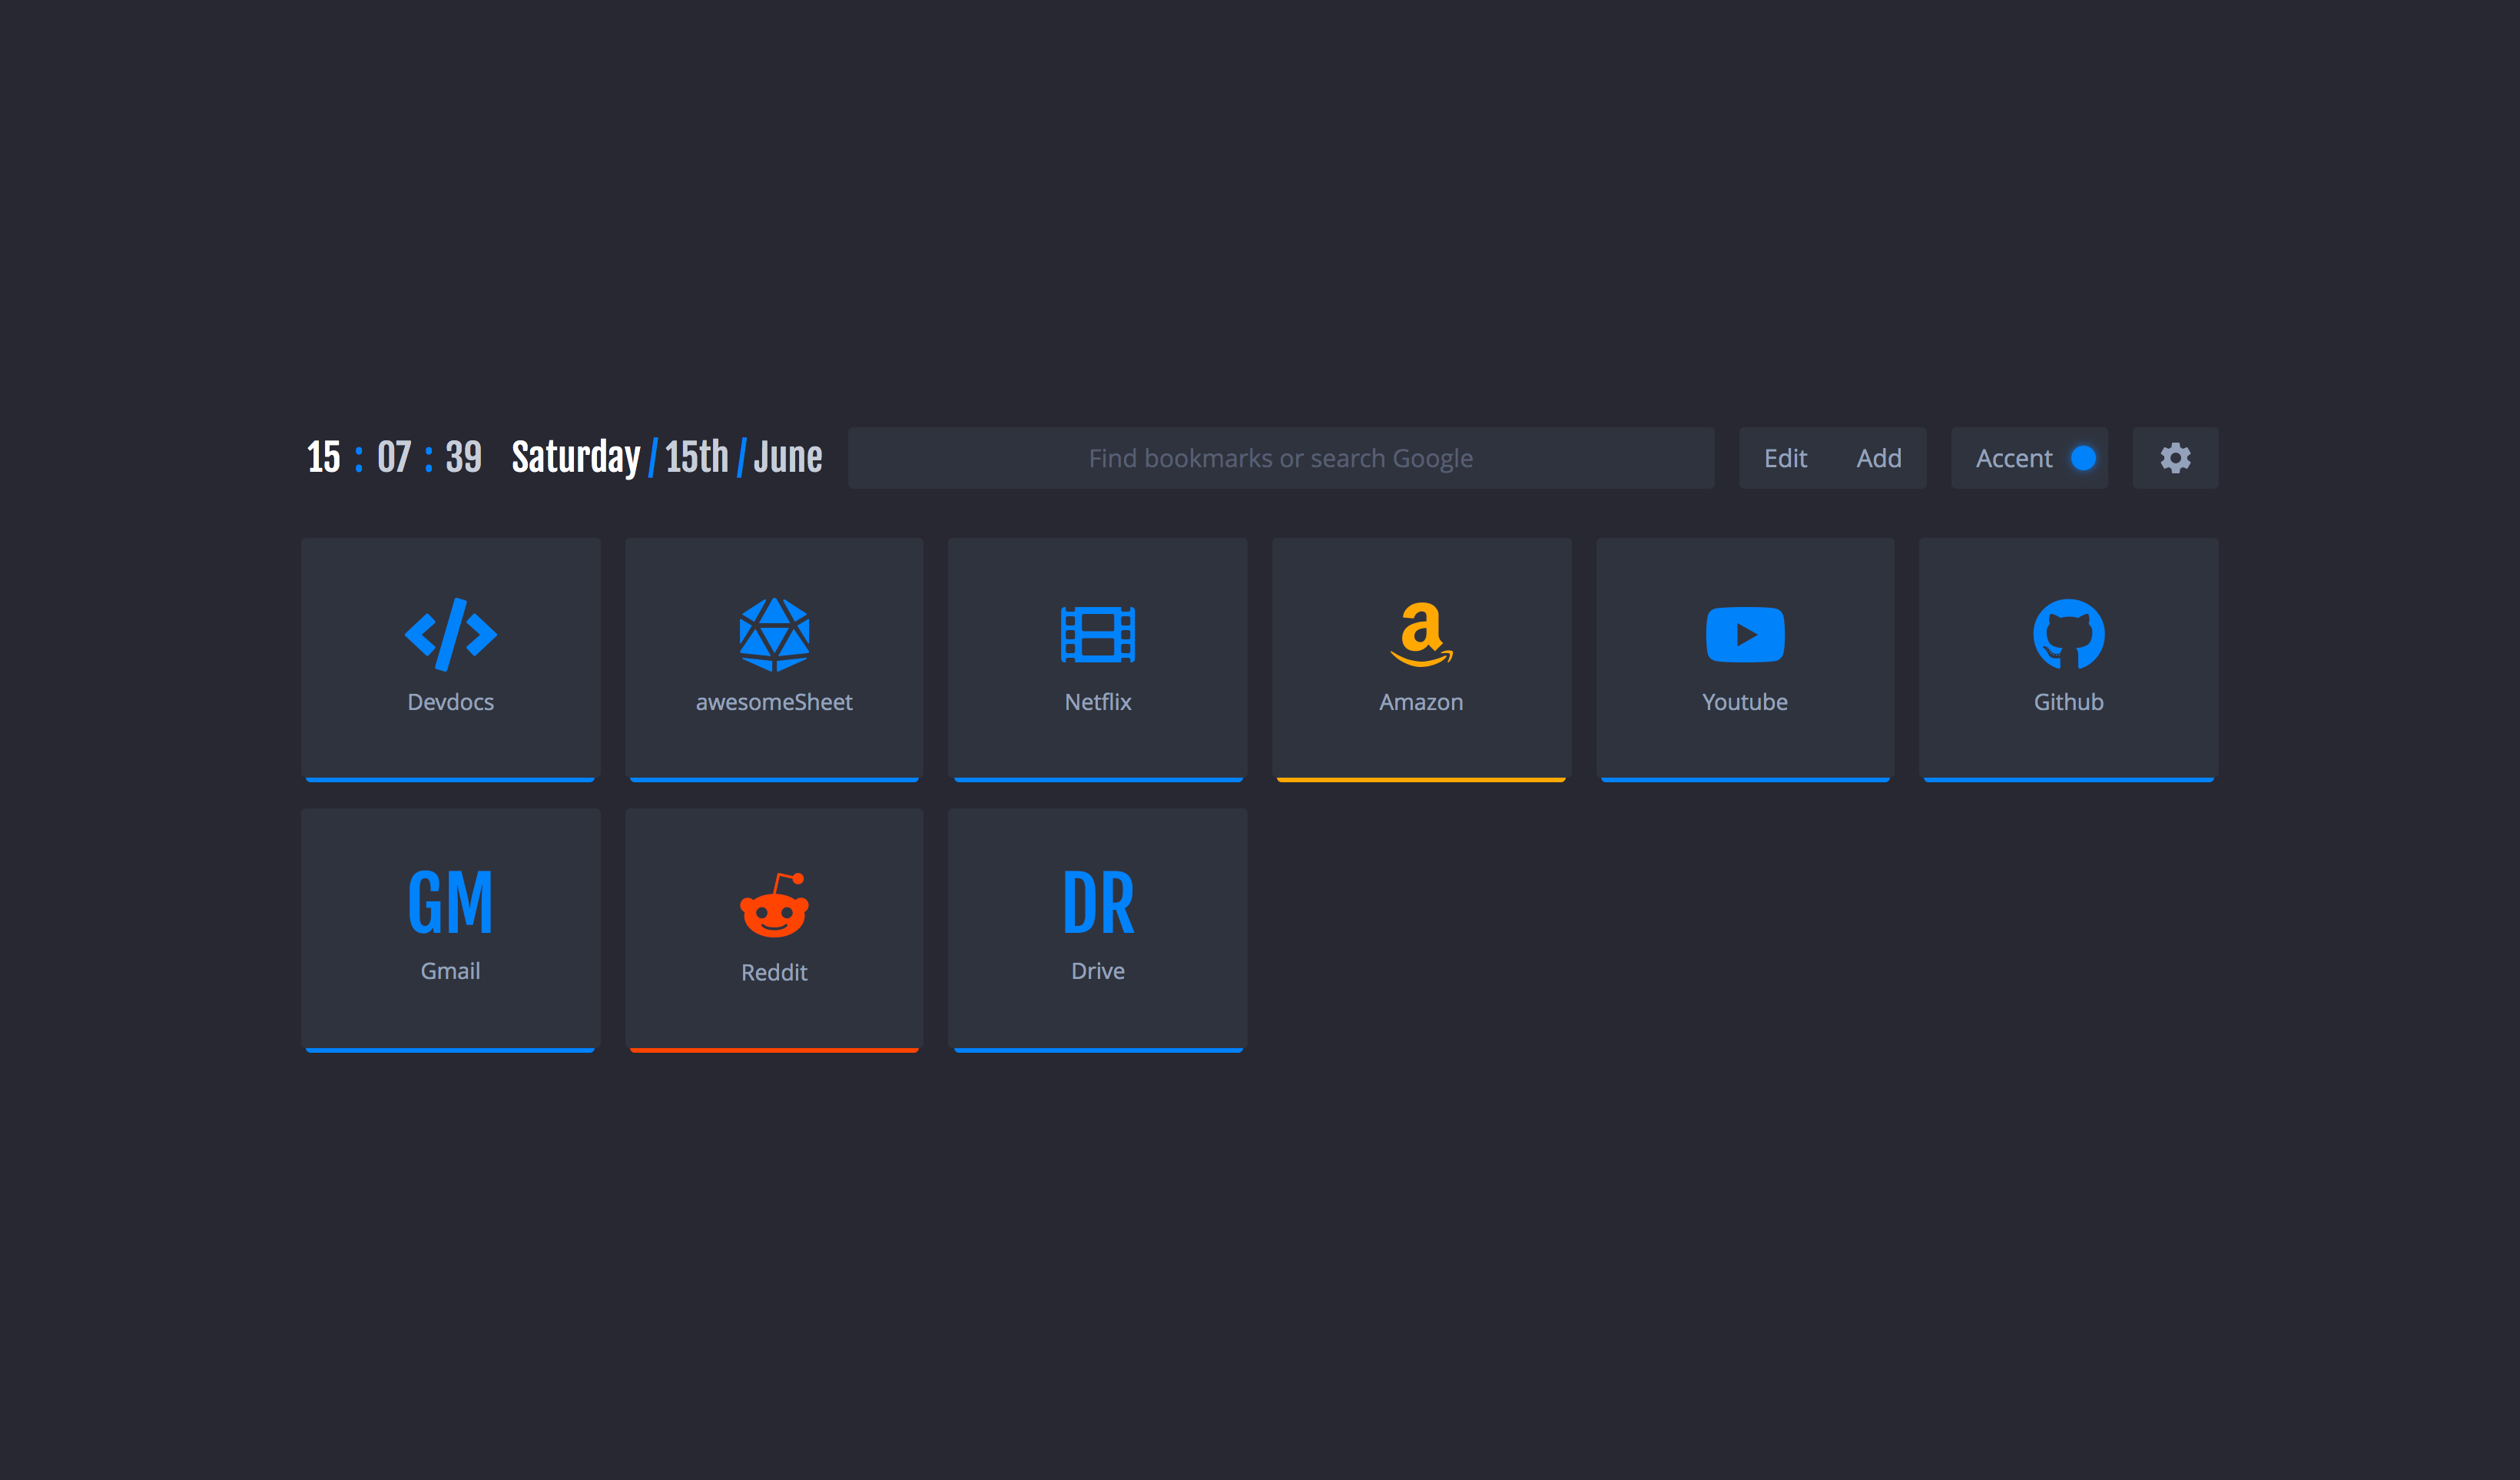 15 : 07 : 39 Saturday / 15th / June Find bookmarks or search Google Edit Add Accent
Devdocs awesomeSheet Netflix Amazon Youtube Github
GM DR
Gmail Reddit Drive